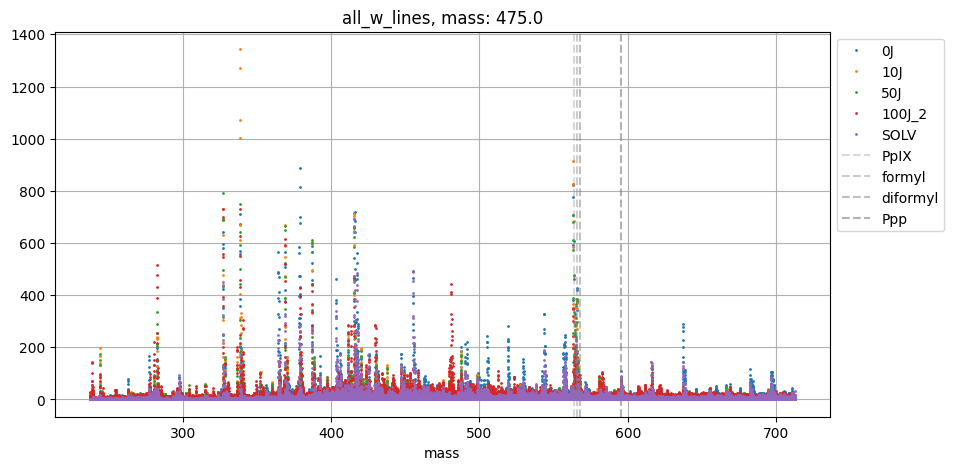 all_w_lines, mass: 475.0
1400
1200
1000
800
600
400
200
0
300
400
500
600
700
mass
0J
10J
50J
100J_2
SOLV
PpIX
formyl
diformyl
Ppp